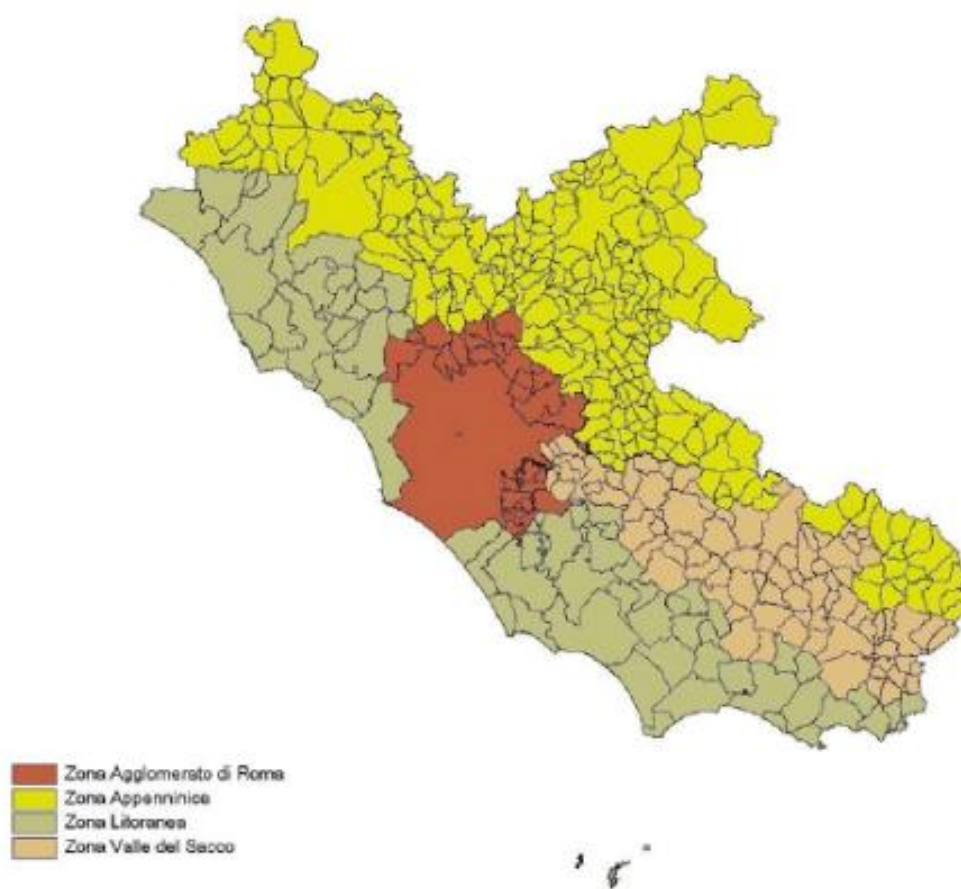 Zona Agglomerato di Roma
Zona Appenninica
Zona Litoranea
Zona Valle del Sacco